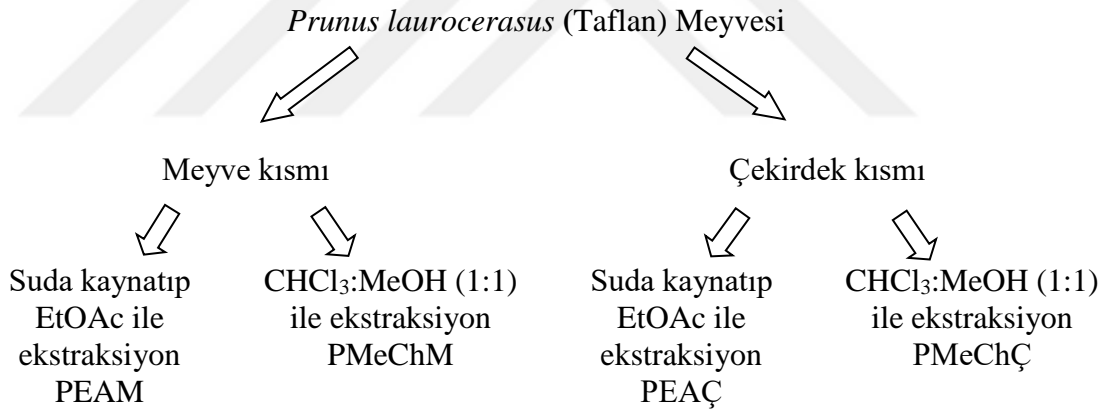 Prunus laurocerasus (Taflan) Meyvesi
Meyve kısmı
Çekirdek kısmı
Suda kaynatıp
EtOAc ile
ekstraksiyon
PEAM
CHCl₃:MeOH (1:1)
ile ekstraksiyon
PMeChM
Suda kaynatıp
EtOAc ile
ekstraksiyon
PEAÇ
CHCl₃:MeOH (1:1)
ile ekstraksiyon
PMeChÇ